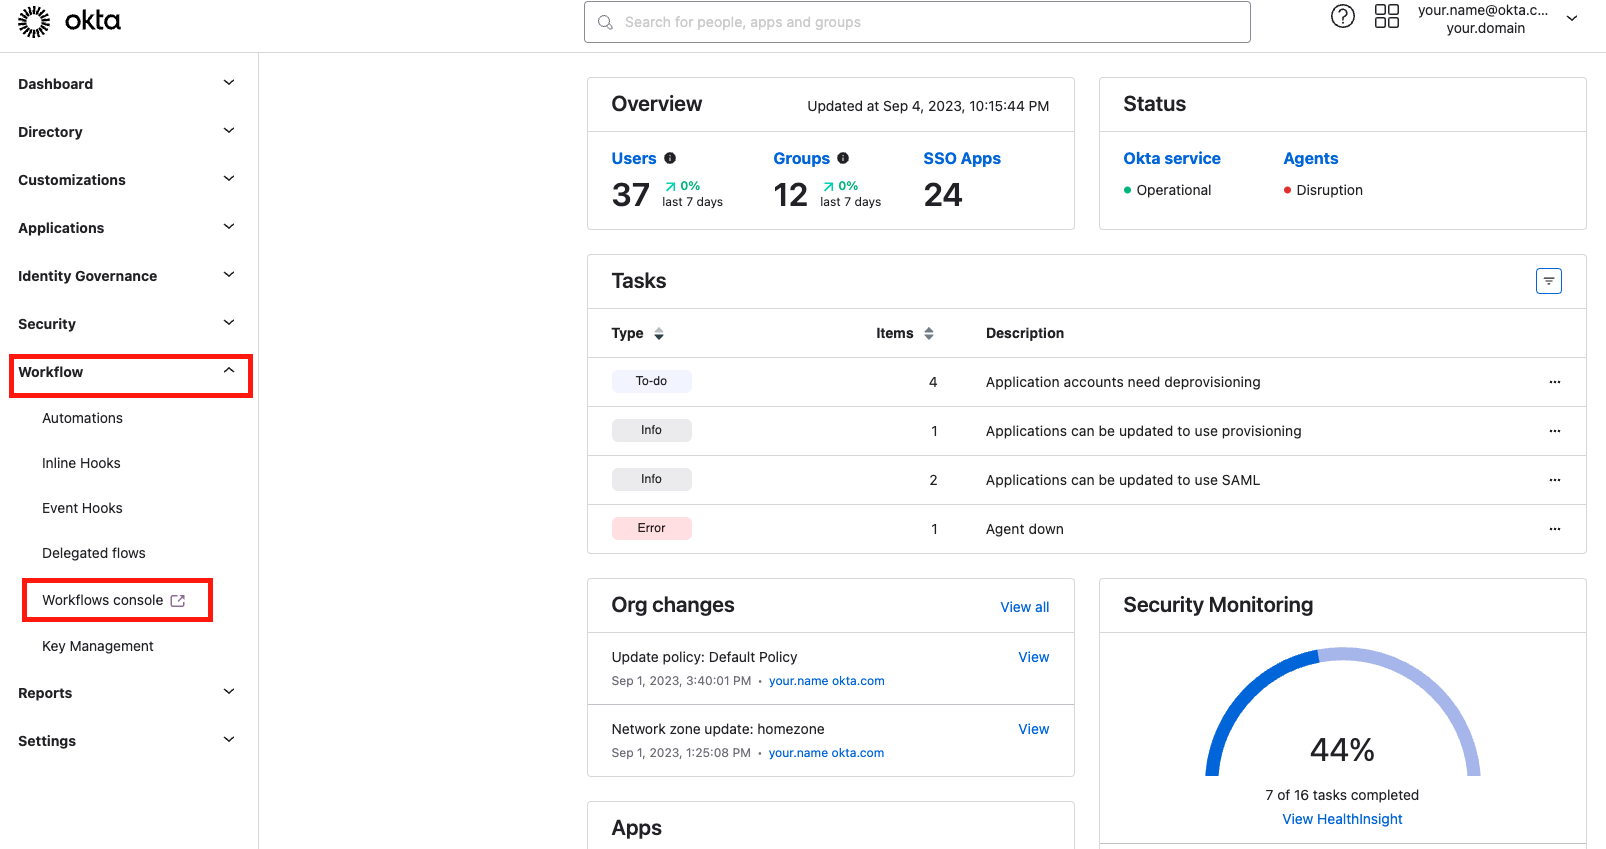 okta
Search for people, apps and groups
your.name@okta.c...
your.domain
Dashboard
Directory
Customizations
Applications
Identity Governance
Security
Workflow
Automations
Inline Hooks
Event Hooks
Delegated flows
Workflows console
Key Management
Reports
Settings
Overview
Updated at Sep 4, 2023, 10:15:44 PM
Users
37
0%
last 7 days
Groups
12
0%
last 7 days
SSO Apps
24
Status
Okta service
Operational
Agents
Disruption
Tasks
Type Items Description
To-do 4 Application accounts need deprovisioning
Info 1 Applications can be updated to use provisioning
Info 2 Applications can be updated to use SAML
Error 1 Agent down
Org changes
View all
Update policy: Default Policy
View
Sep 1, 2023, 3:40:01 PM • your.name okta.com
Network zone update: homezone
View
Sep 1, 2023, 1:25:08 PM • your.name okta.com
Security Monitoring
44%
7 of 16 tasks completed
View HealthInsight
Apps